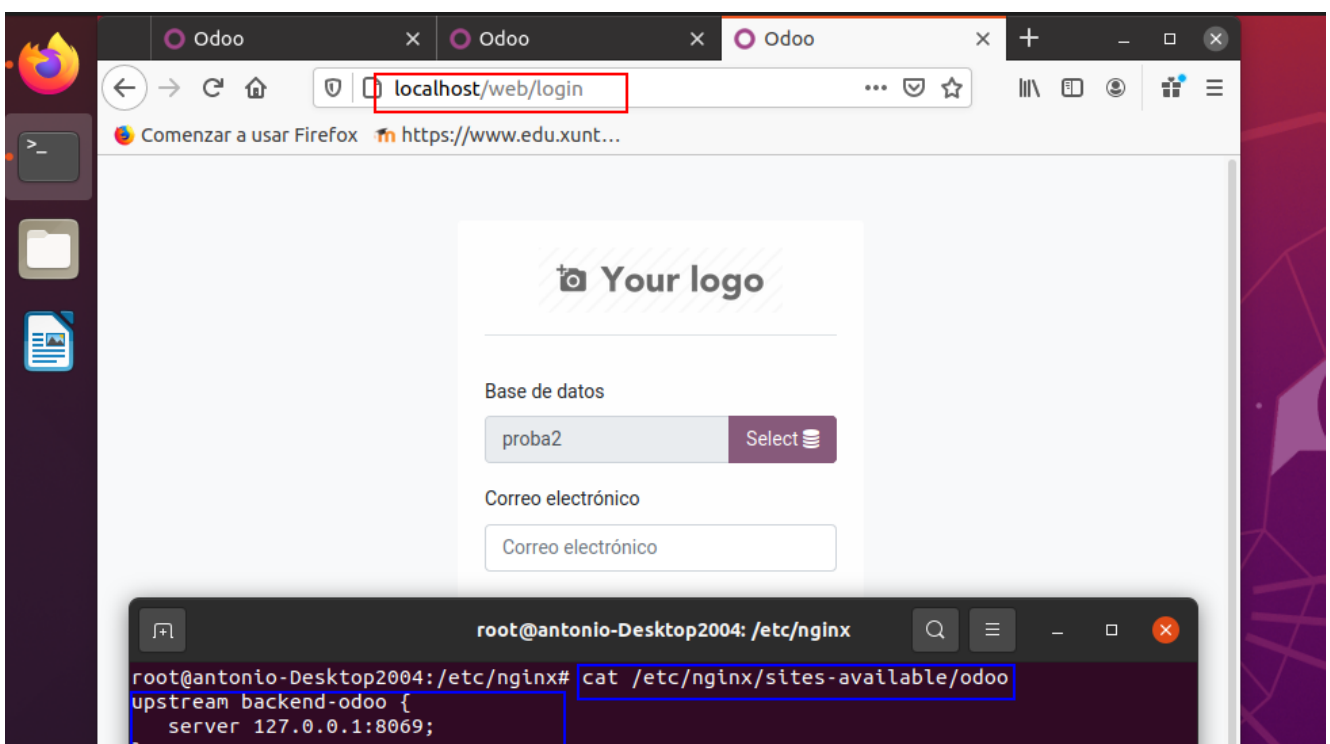 Odoo
Odoo
Odoo
localhost/web/login
Comenzar a usar Firefox https://www.edu.xunt...
Your logo
Base de datos
proba2 Select
Correo electrónico
Correo electrónico
root@antonio-Desktop2004: /etc/nginx
root@antonio-Desktop2004:/etc/nginx# cat /etc/nginx/sites-available/odoo
upstream backend-odoo {
server 127.0.0.1:8069;